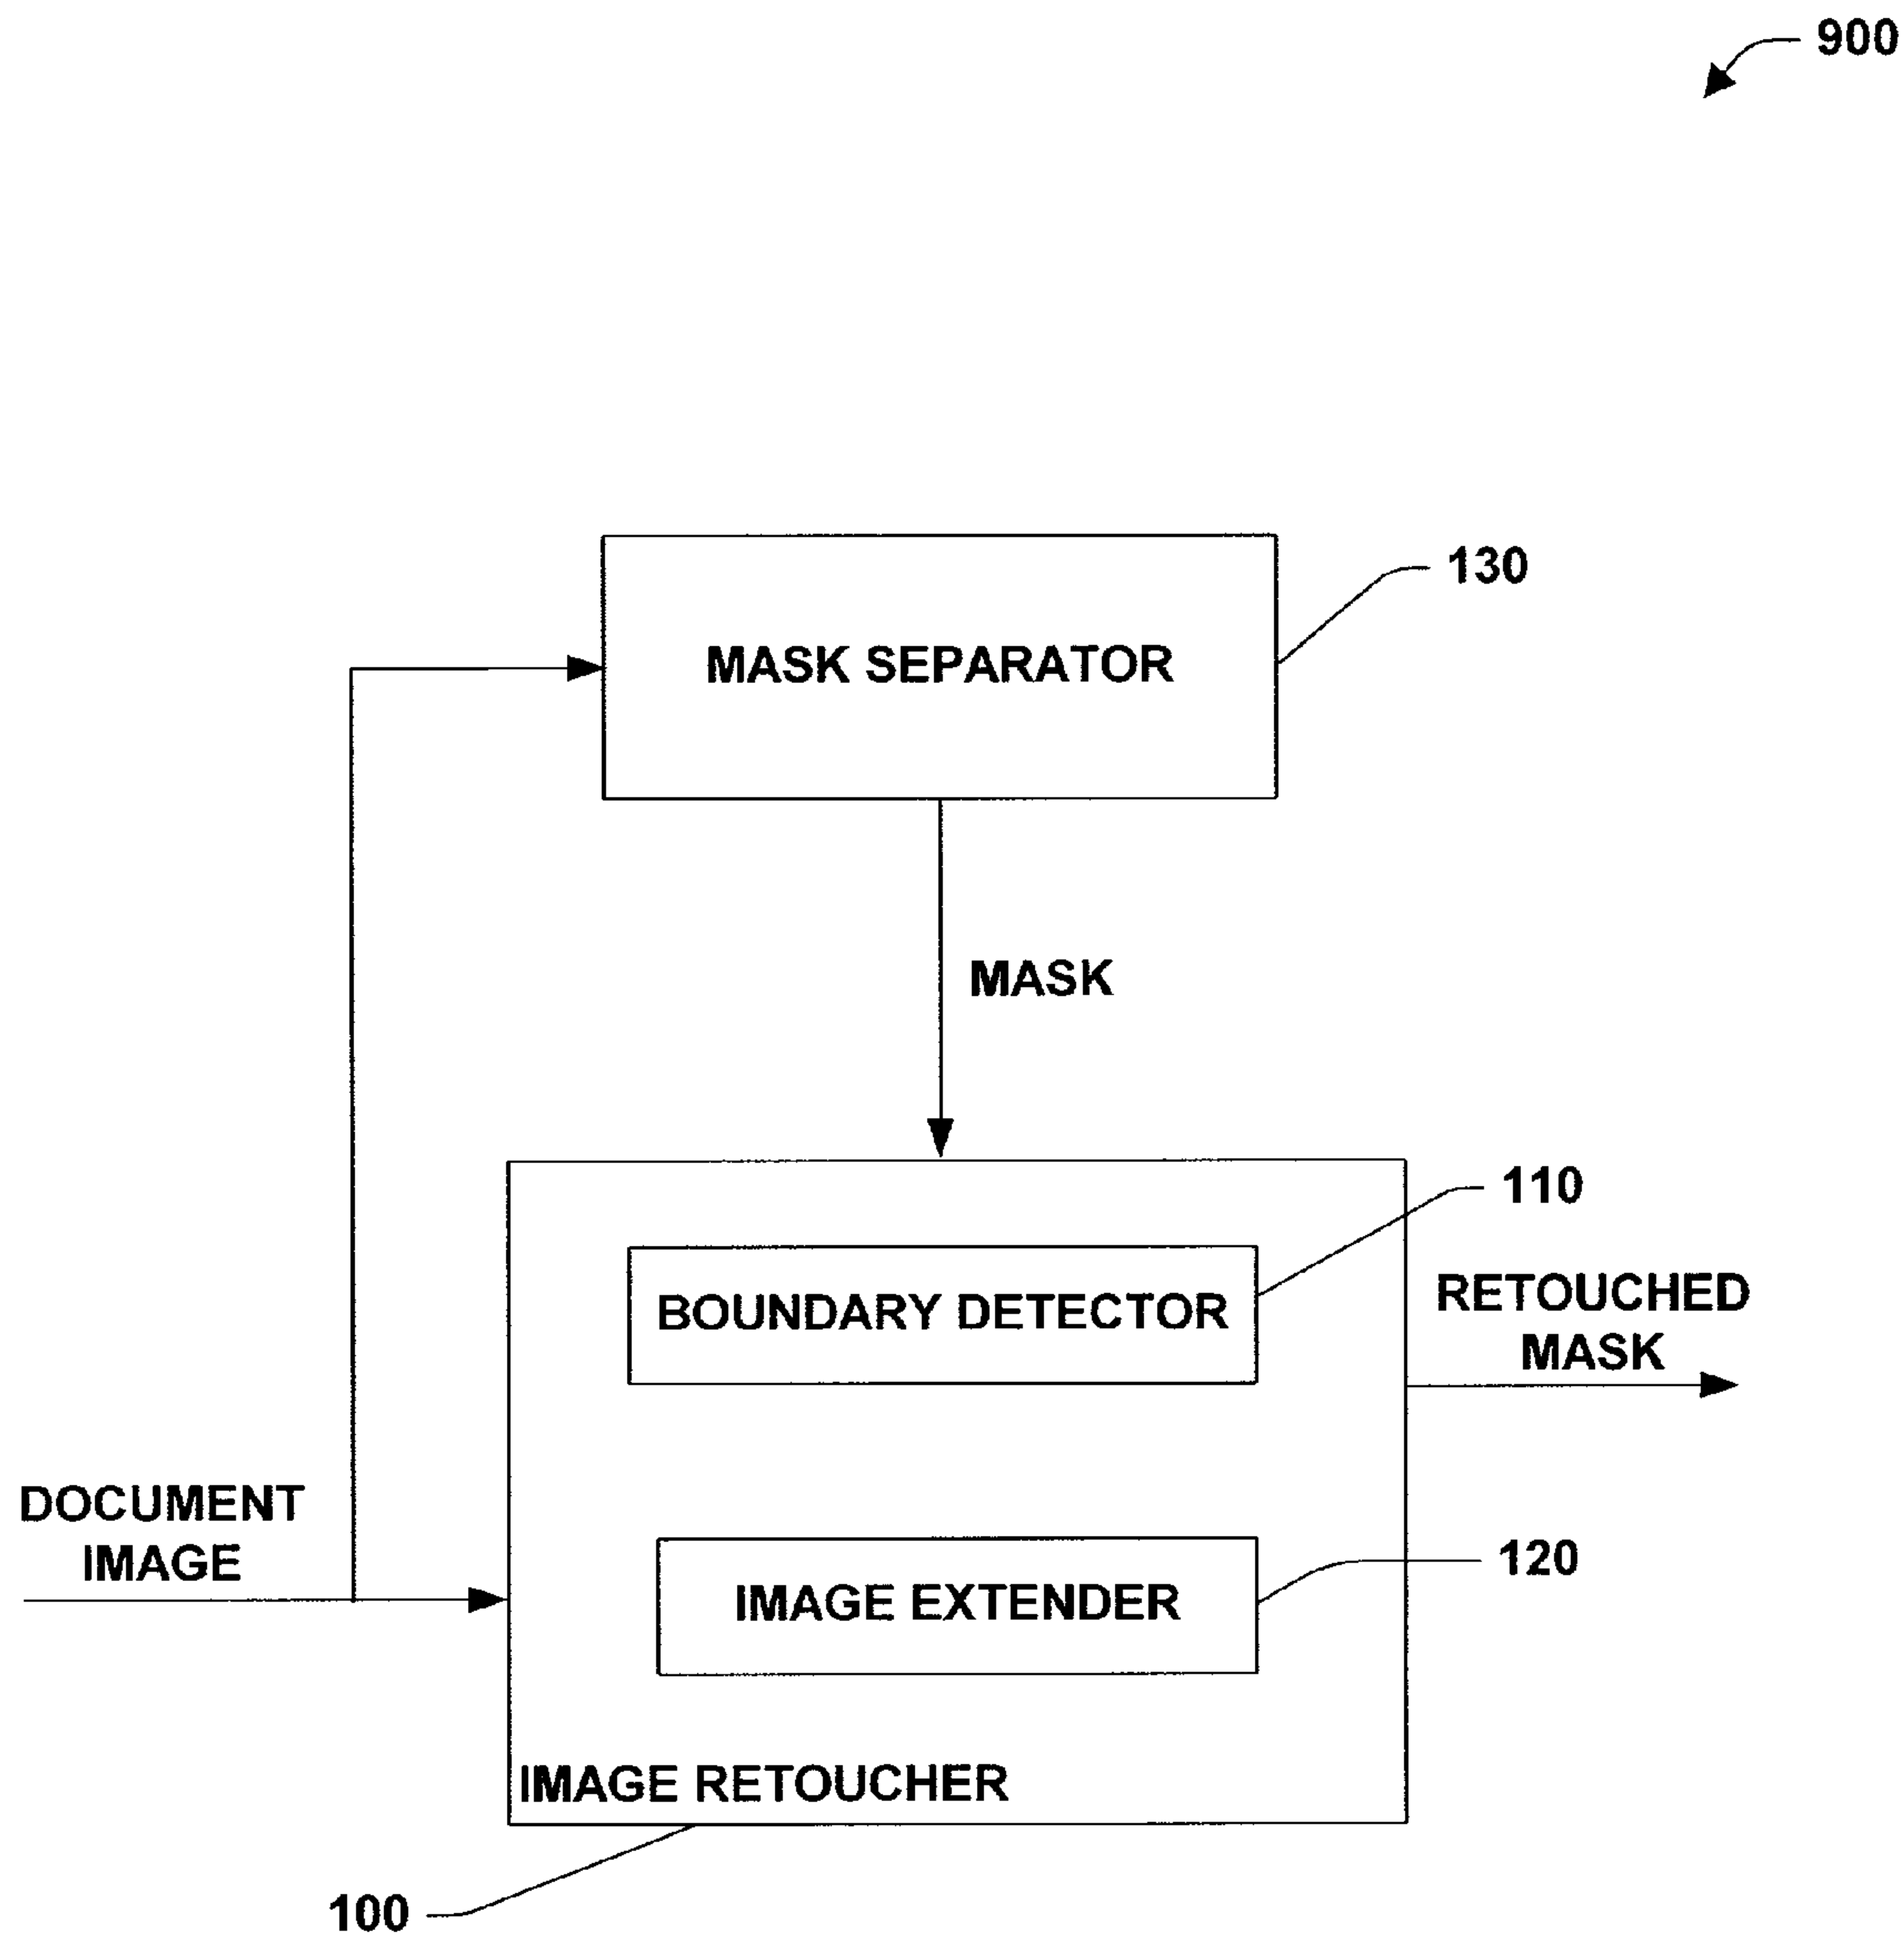 900
130
MASK SEPARATOR
MASK
110
BOUNDARY DETECTOR
RETOUCHED
MASK
DOCUMENT
IMAGE
120
IMAGE EXTENDER
IMAGE RETOUCHER
100